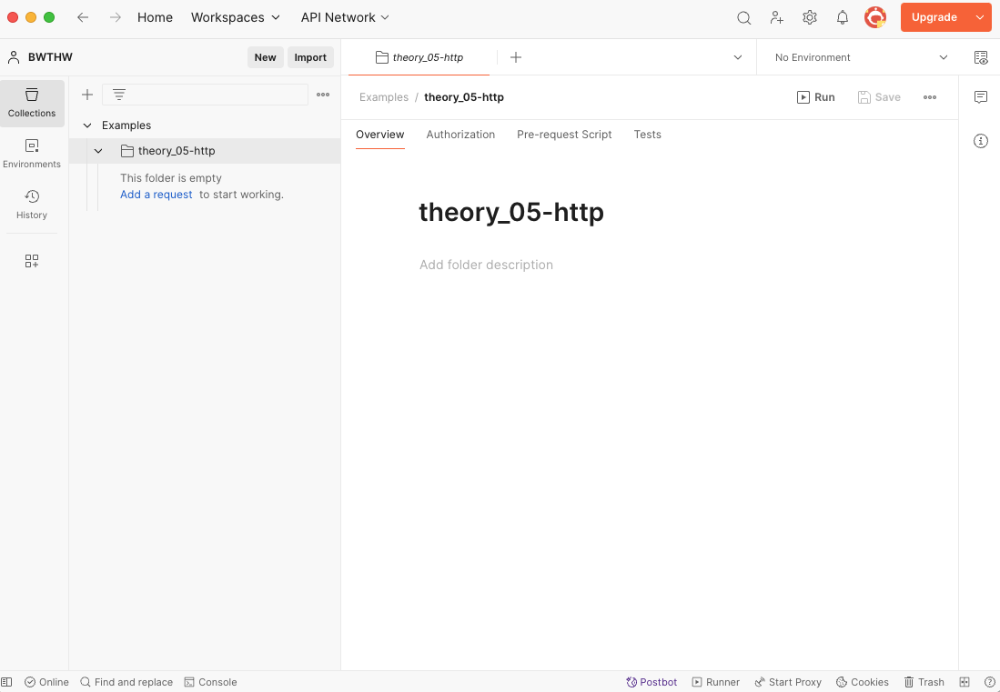 Home Workspaces API Network Upgrade
BWTHW New Import theory_05-http No Environment
Examples / theory_05-http Run Save
Collections
Examples
Overview Authorization Pre-request Script Tests
theory_05-http
Environments
This folder is empty
Add a request to start working.
History
theory_05-http
Add folder description
Online Find and replace Console Postbot Runner Start Proxy Cookies Trash